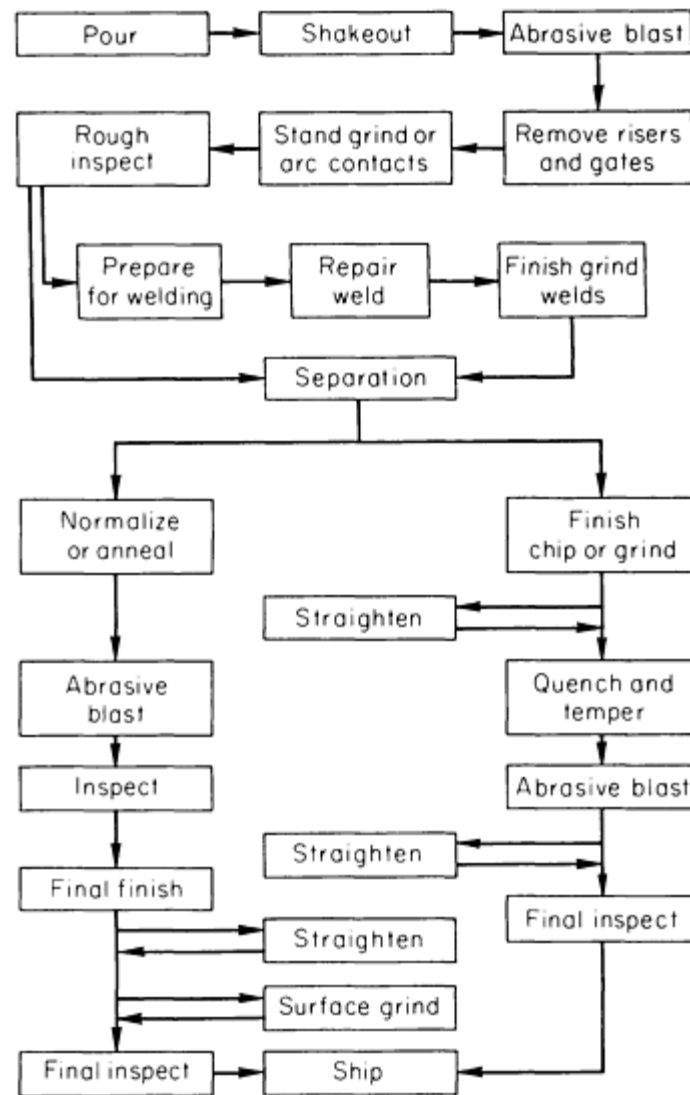 Pour
Shakeout
Abrasive blast
Rough
inspect
Stand grind or
arc contacts
Remove risers
and gates
Prepare
for welding
Repair
weld
Finish grind
welds
Separation
Normalize
or anneal
Finish
chip or grind
Straighten
Abrasive
blast
Quench and
temper
Inspect
Abrasive blast
Straighten
Final finish
Final inspect
Straighten
Surface grind
Final inspect
Ship